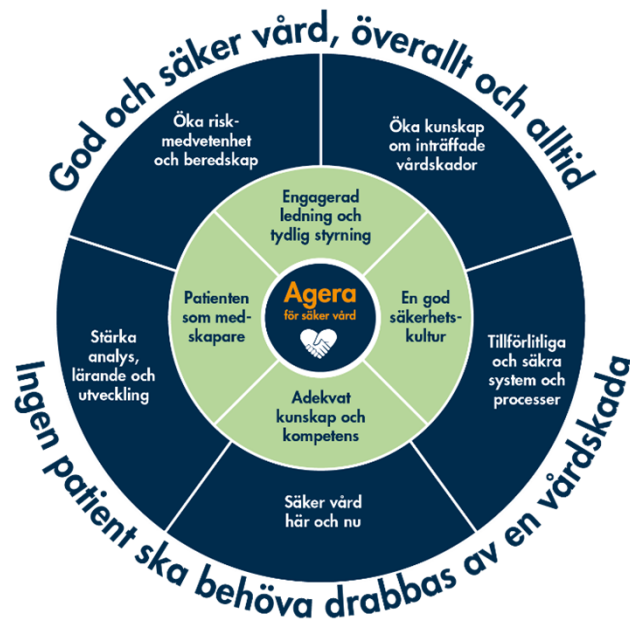 God och säker vård, överallt och alltid
Öka risk-
medvetenhet
och beredskap
Öka kunskap
om inträffade
vårdskador
Engagerad
ledning och
tydlig styrning
Patienten
som med-
skapare
Agera
för säker vård
En god
säkerhets-
kultur
Stärka
analys,
lärande och
utveckling
Tillförlitliga
och säkra
system och
processer
Adekvat
kunskap och
kompetens
Säker vård
här och nu
Ingen patient ska behöva drabbas av en vårdskada